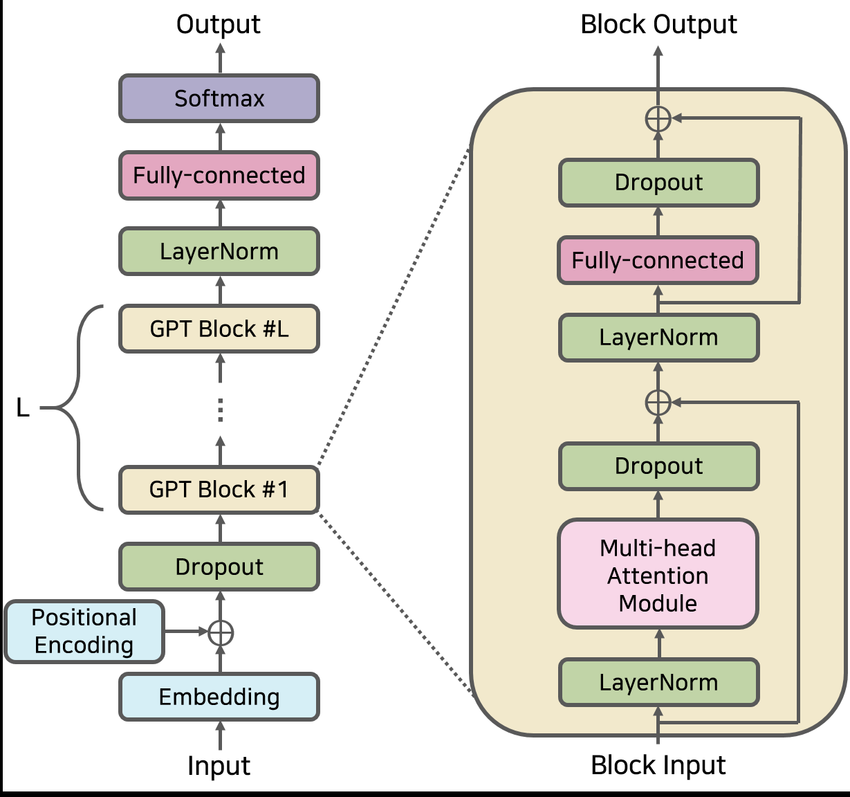 Output
Softmax
Fully-connected
LayerNorm
GPT Block #L
L
GPT Block #1
Dropout
Positional
Encoding
Embedding
Input
Block Output
Dropout
Fully-connected
LayerNorm
Dropout
Multi-head
Attention
Module
LayerNorm
Block Input